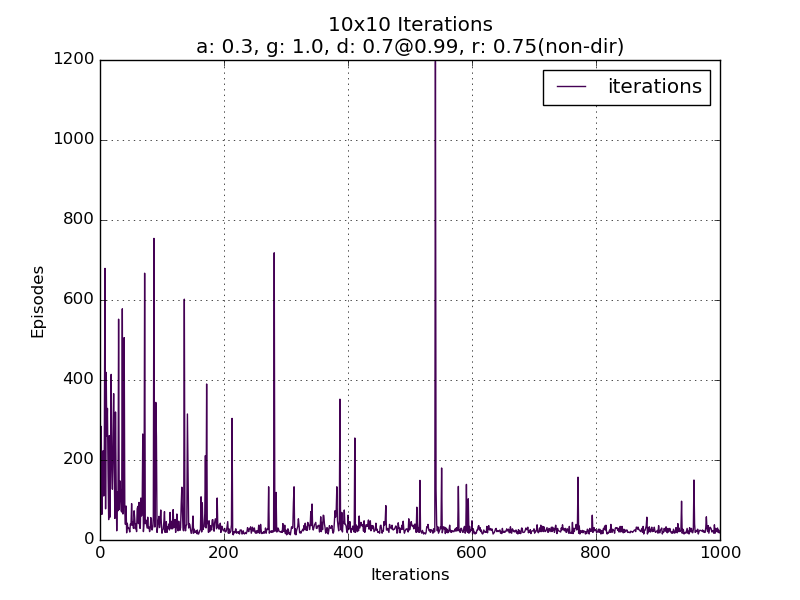 10x10 Iterations
a: 0.3, g: 1.0, d: 0.7@0.99, r: 0.75(non-dir)
iterations
Episodes
1200
1000
800
600
400
200
0
0 200 400 600 800 1000
Iterations